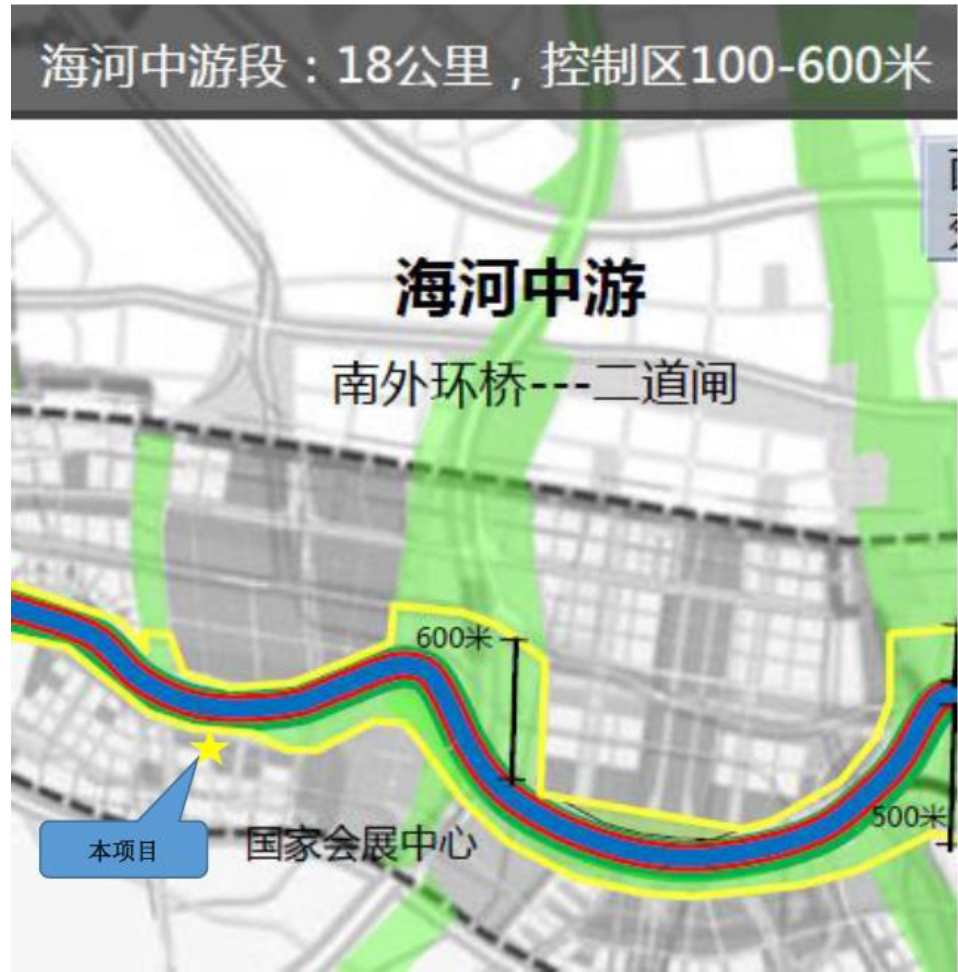 海河中游段：18公里，控制区100-600米
海河中游
南外环桥---二道闸
600米
500米
本项目
国家会展中心